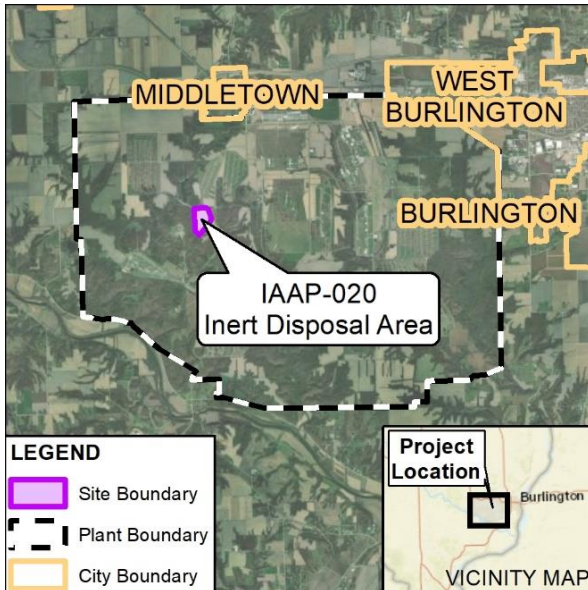 MIDDLETOWN
WEST
BURLINGTON
BURLINGTON
IAAP-020
Inert Disposal Area
LEGEND
Site Boundary
Plant Boundary
City Boundary
Project
Location
Burlington
VICINITY MAP